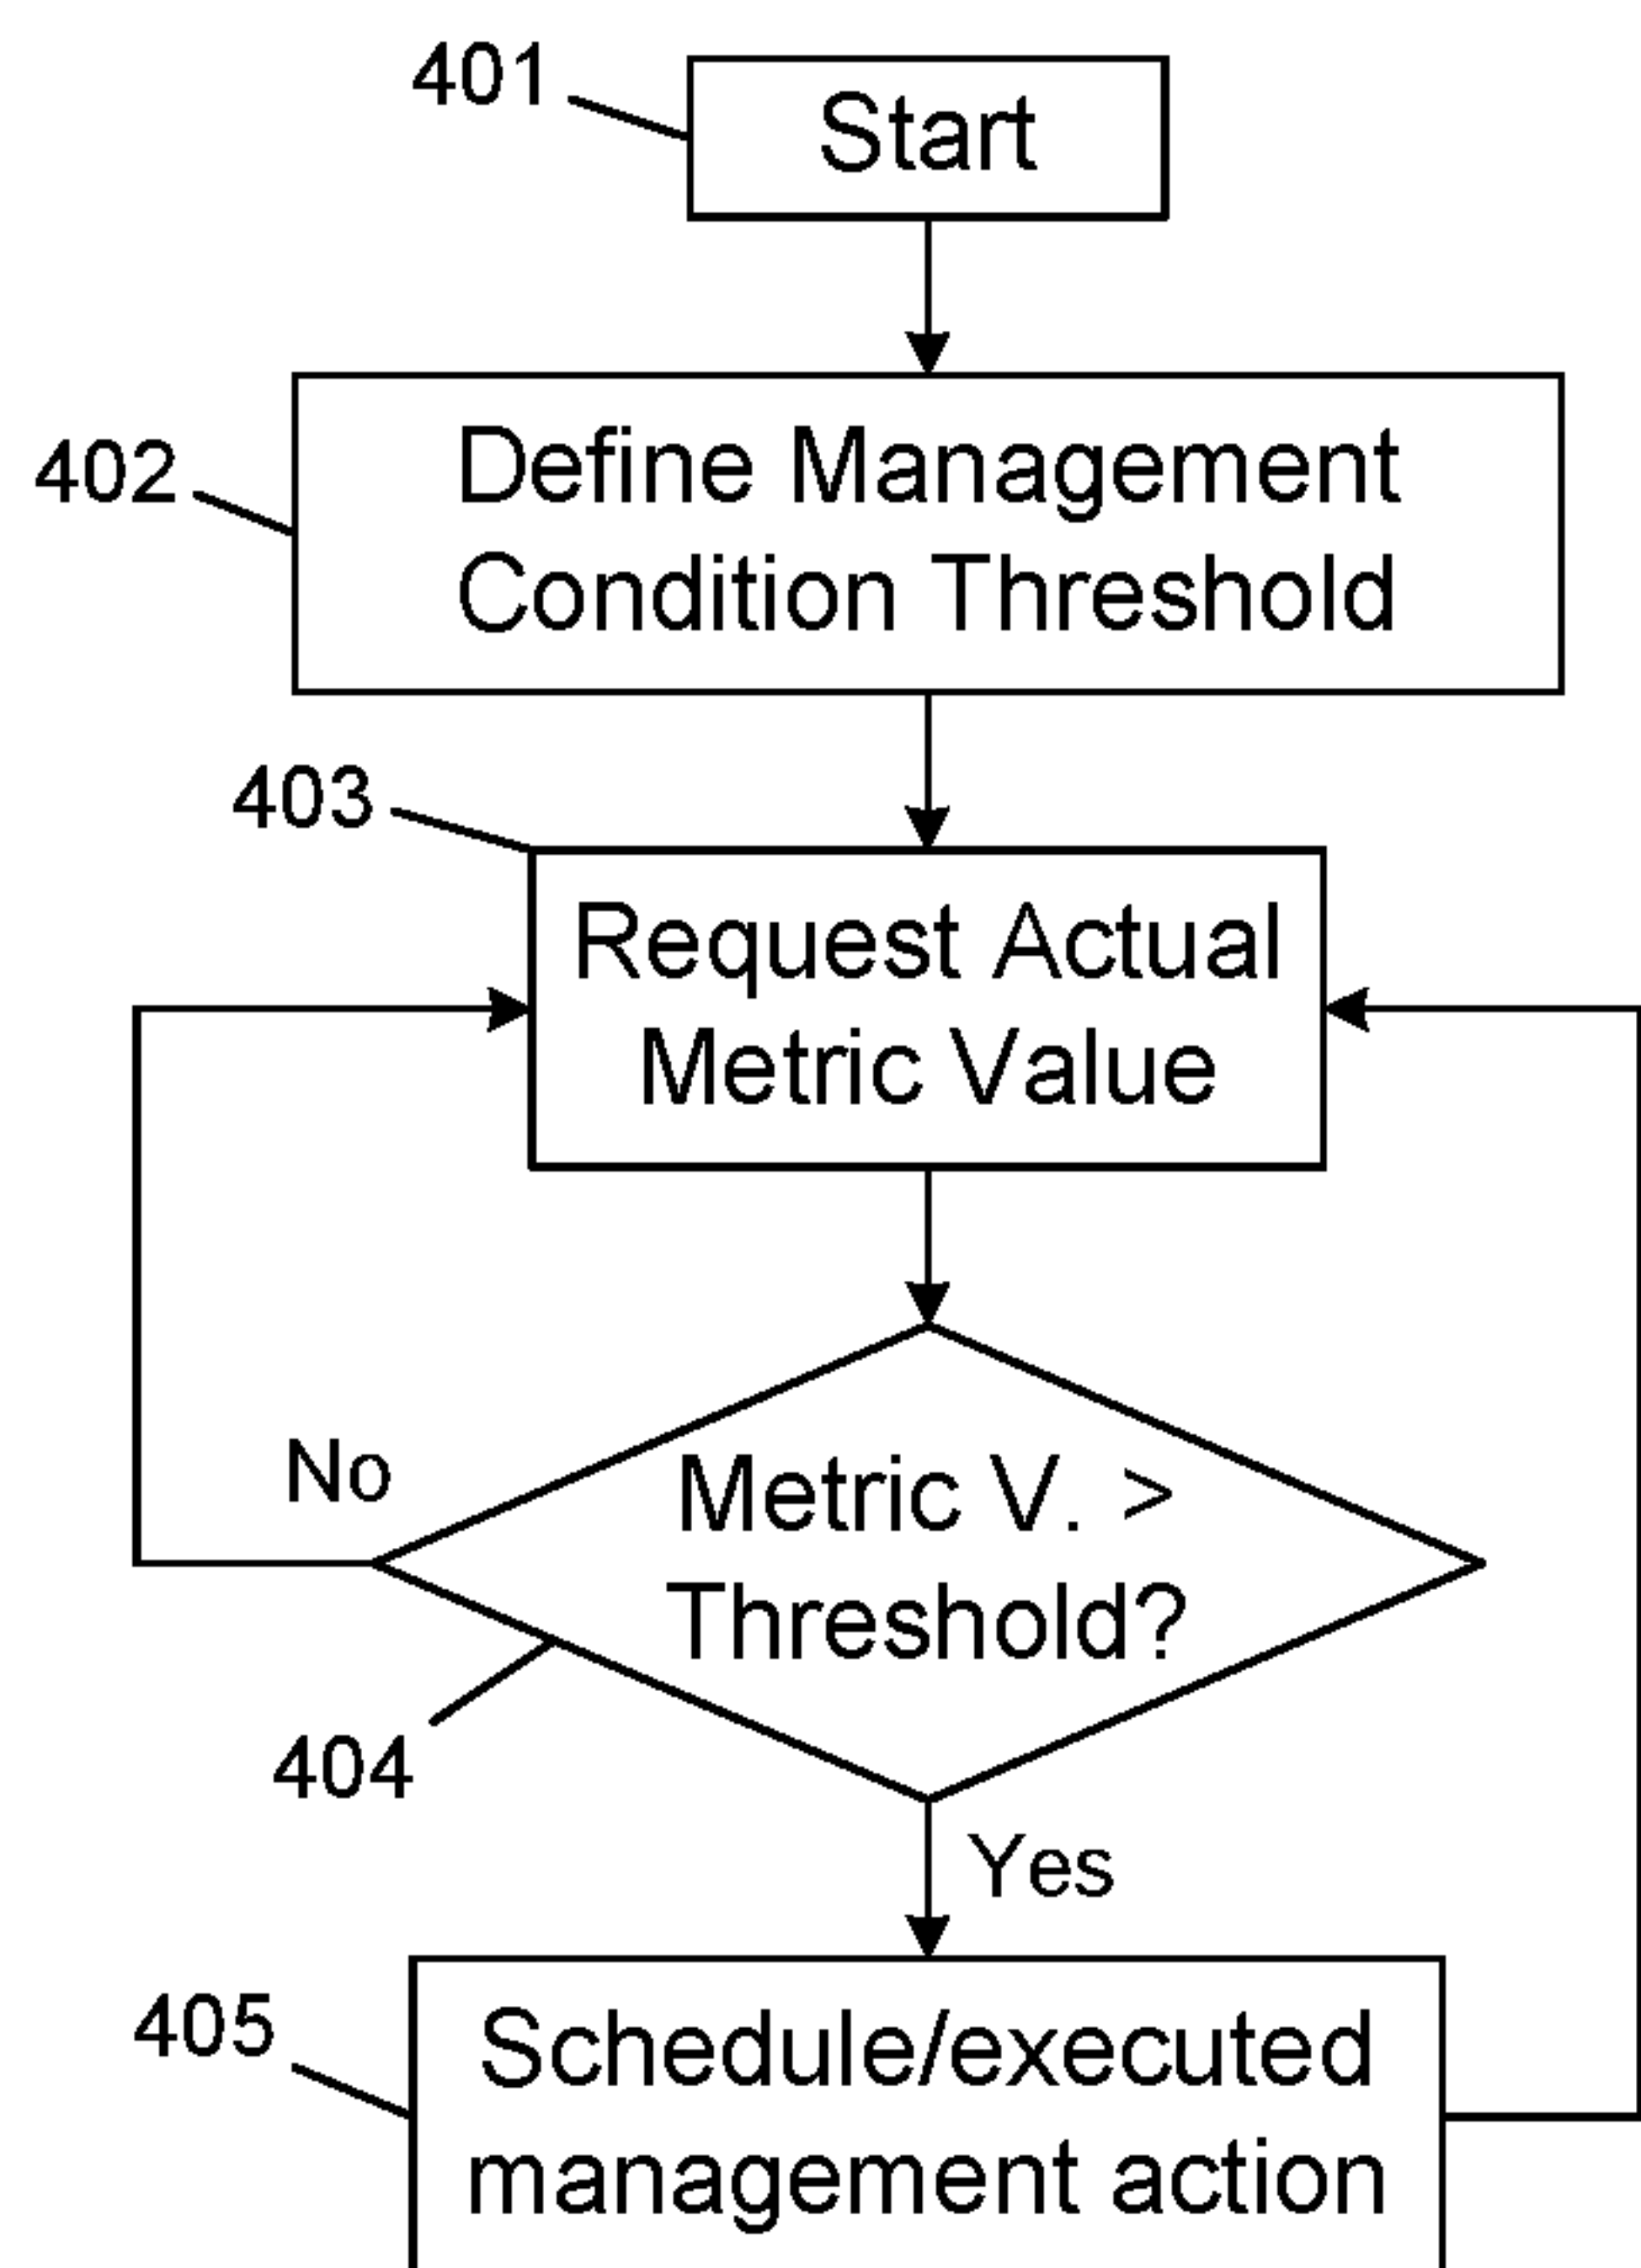 401
Start
402
Define Management
Condition Threshold
403
Request Actual
Metric Value
No
Metric V. >
Threshold?
404
Yes
405
Schedule/executed
management action